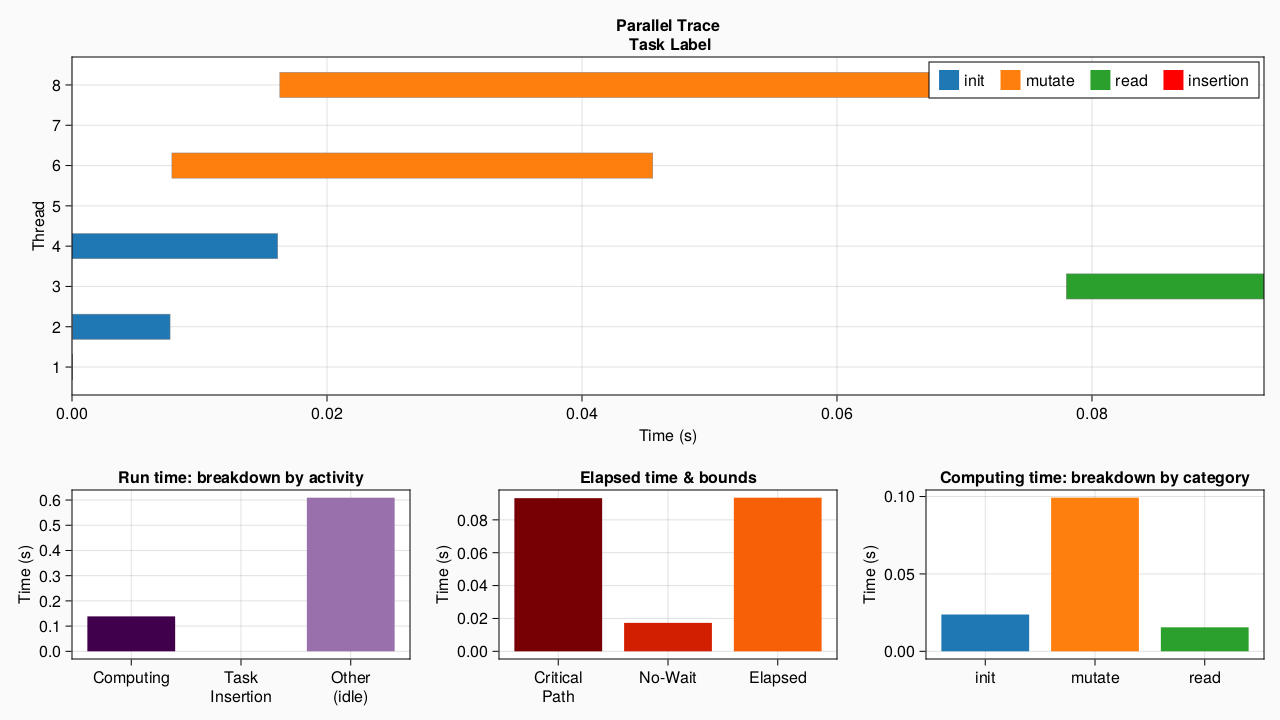 Parallel Trace
Task Label
init mutate read insertion
Thread
8
7
6
5
4
3
2
1
0.00 0.02 0.04 0.06 0.08
Time (s)
Run time: breakdown by activity
Time (s)
0.6
0.5
0.4
0.3
0.2
0.1
0.0
Computing Task Other
Insertion (idle)
Elapsed time & bounds
Time (s)
0.08
0.06
0.04
0.02
0.00
Critical No-Wait Elapsed
Path
Computing time: breakdown by category
Time (s)
0.10
0.05
0.00
init mutate read